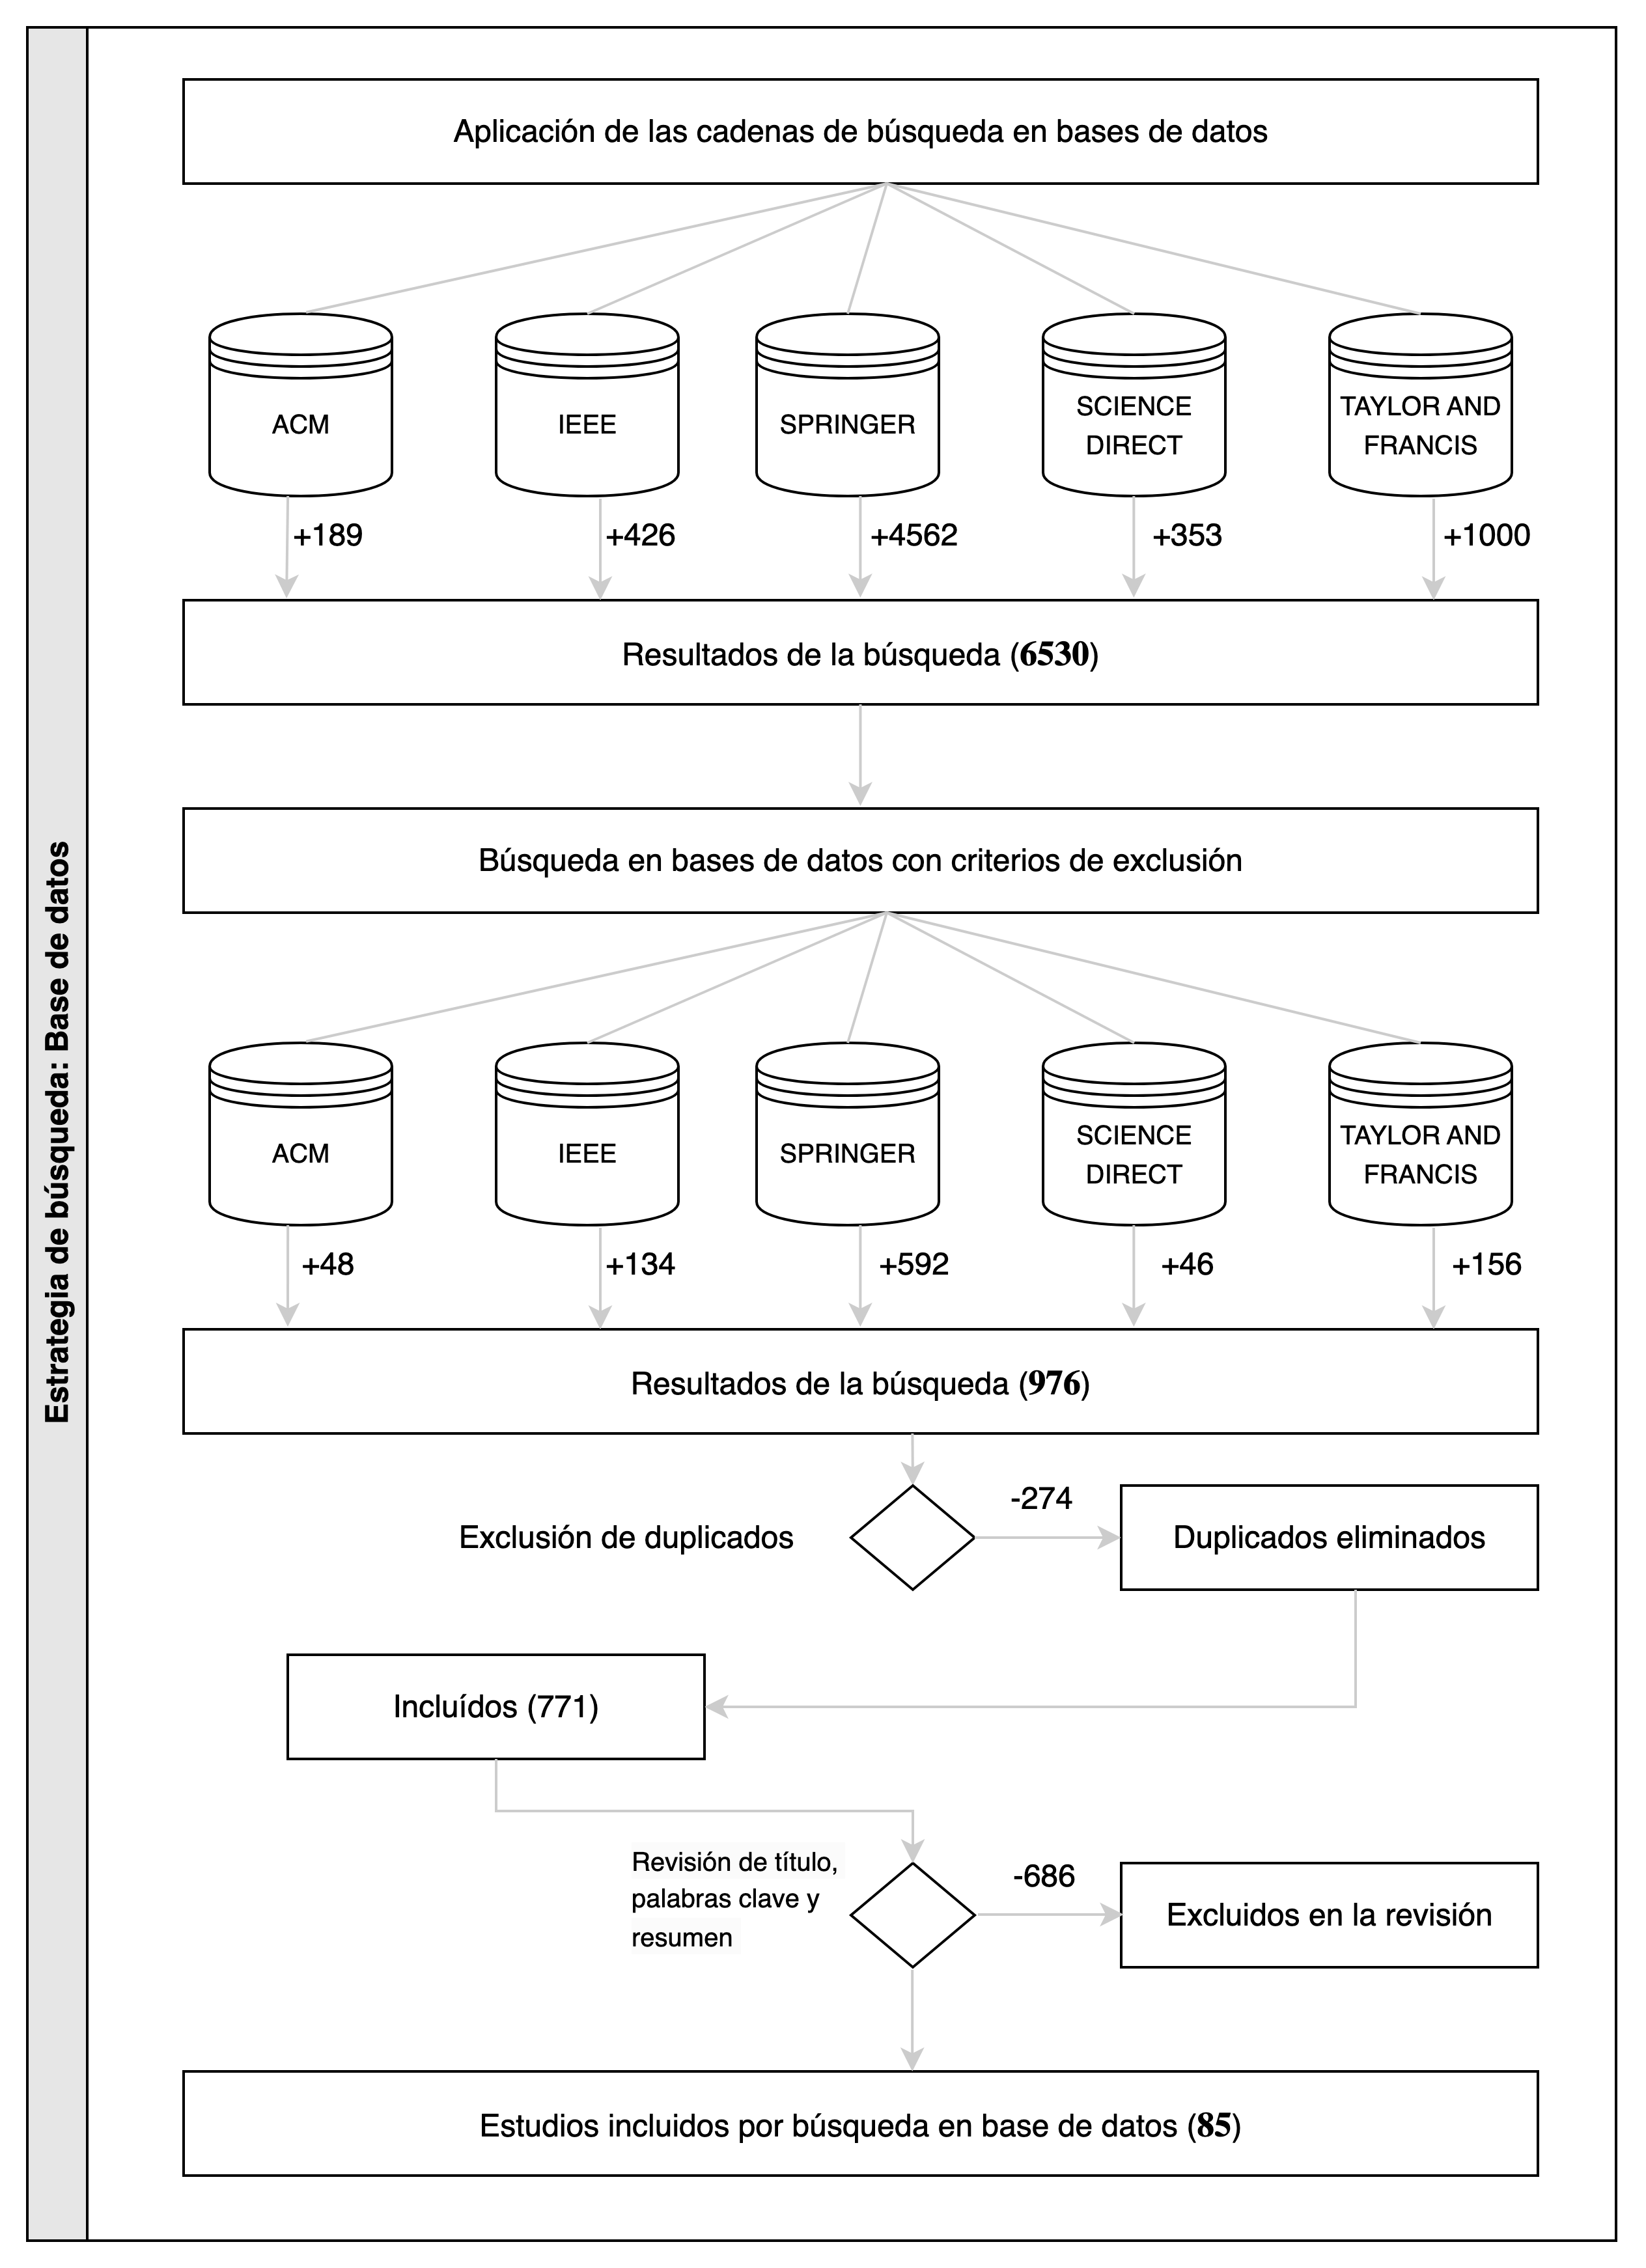 Estrategia de búsqueda: Base de datos
Aplicación de las cadenas de búsqueda en bases de datos
ACM
IEEE
SPRINGER
SCIENCE
DIRECT
TAYLOR AND
FRANCIS
+189
+426
+4562
+353
+1000
Resultados de la búsqueda (6530)
Búsqueda en bases de datos con criterios de exclusión
ACM
IEEE
SPRINGER
SCIENCE
DIRECT
TAYLOR AND
FRANCIS
+48
+134
+592
+46
+156
Resultados de la búsqueda (976)
Exclusión de duplicados
-274
Duplicados eliminados
Incluídos (771)
Revisión de título,
palabras clave y
resumen
-686
Excluidos en la revisión
Estudios incluidos por búsqueda en base de datos (85)